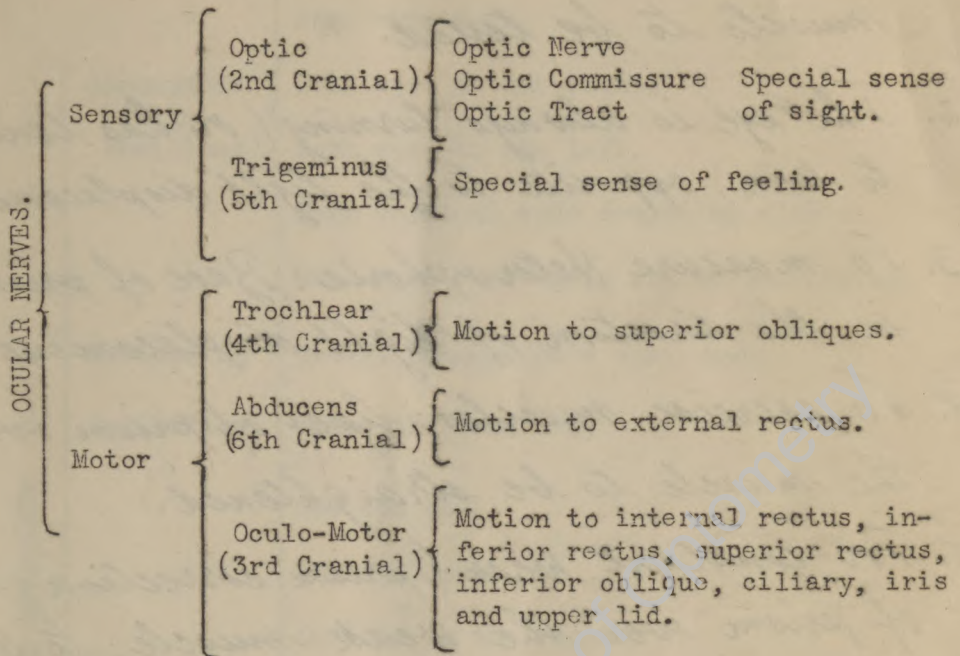 OCULAR NERVES.
Sensory
Optic
(2nd Cranial)
Optic Nerve
Optic Commissure Special sense
Optic Tract of sight.
Trigeminus
(5th Cranial)
Special sense of feeling.
Motor
Trochlear
(4th Cranial)
Motion to superior obliques.
Abducens
(6th Cranial)
Motion to external rectus.
Oculo-Motor
(3rd Cranial)
Motion to internal rectus, in-
ferior rectus, superior rectus,
inferior oblique, ciliary, iris
and upper lid.
of Optometry